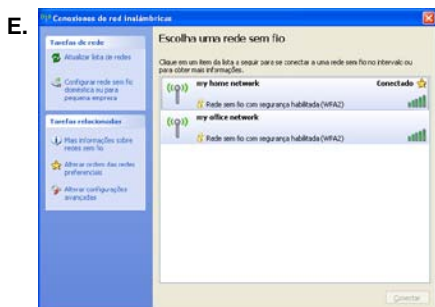 E.
Conexiones de red Inalámbricas
Tarefas de rede
Atualizar lista de redes
Configurar rede sem fio
doméstica ou para
pequena empresa
Tarefas relacionadas
Mais informações sobre
redes sem fio
Alterar ordem das redes
preferenciais
Alterar configurações
avançadas
Escolha uma rede sem fio
Clique em um item da lista a seguir para se conectar a uma rede sem fio no intervalo ou
para obter mais informações.
my home network
Conectado
Rede sem fio com segurança habilitada (WPA2)
my office network
Rede sem fio com segurança habilitada (WPA2)
Conectar